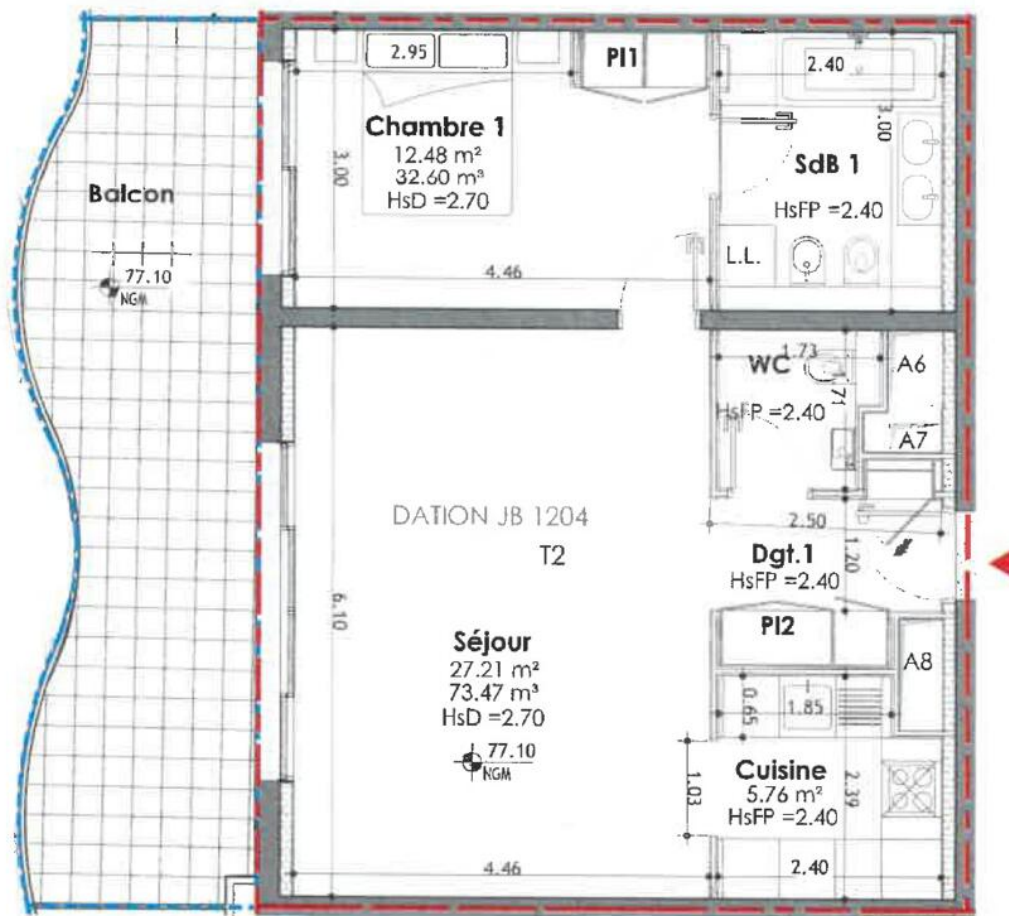 2.95
PI1
2.40
Chambre 1
12.48 m²
32.60 m³
HsD =2.70
3.00
3.00
SdB 1
HsFP =2.40
Balcon
77.10
NGM
4.46
L.L.
1.73
WC
71
HsFP =2.40
A6
A7
DATION JB 1204
T2
2.50
Dgt.1
HsFP =2.40
1.20
6.10
PI2
Séjour
27.21 m²
73.47 m³
HsD =2.70
A8
0.65
1.85
77.10
NGM
1.03
Cuisine
5.76 m²
HsFP =2.40
2.39
4.46
2.40